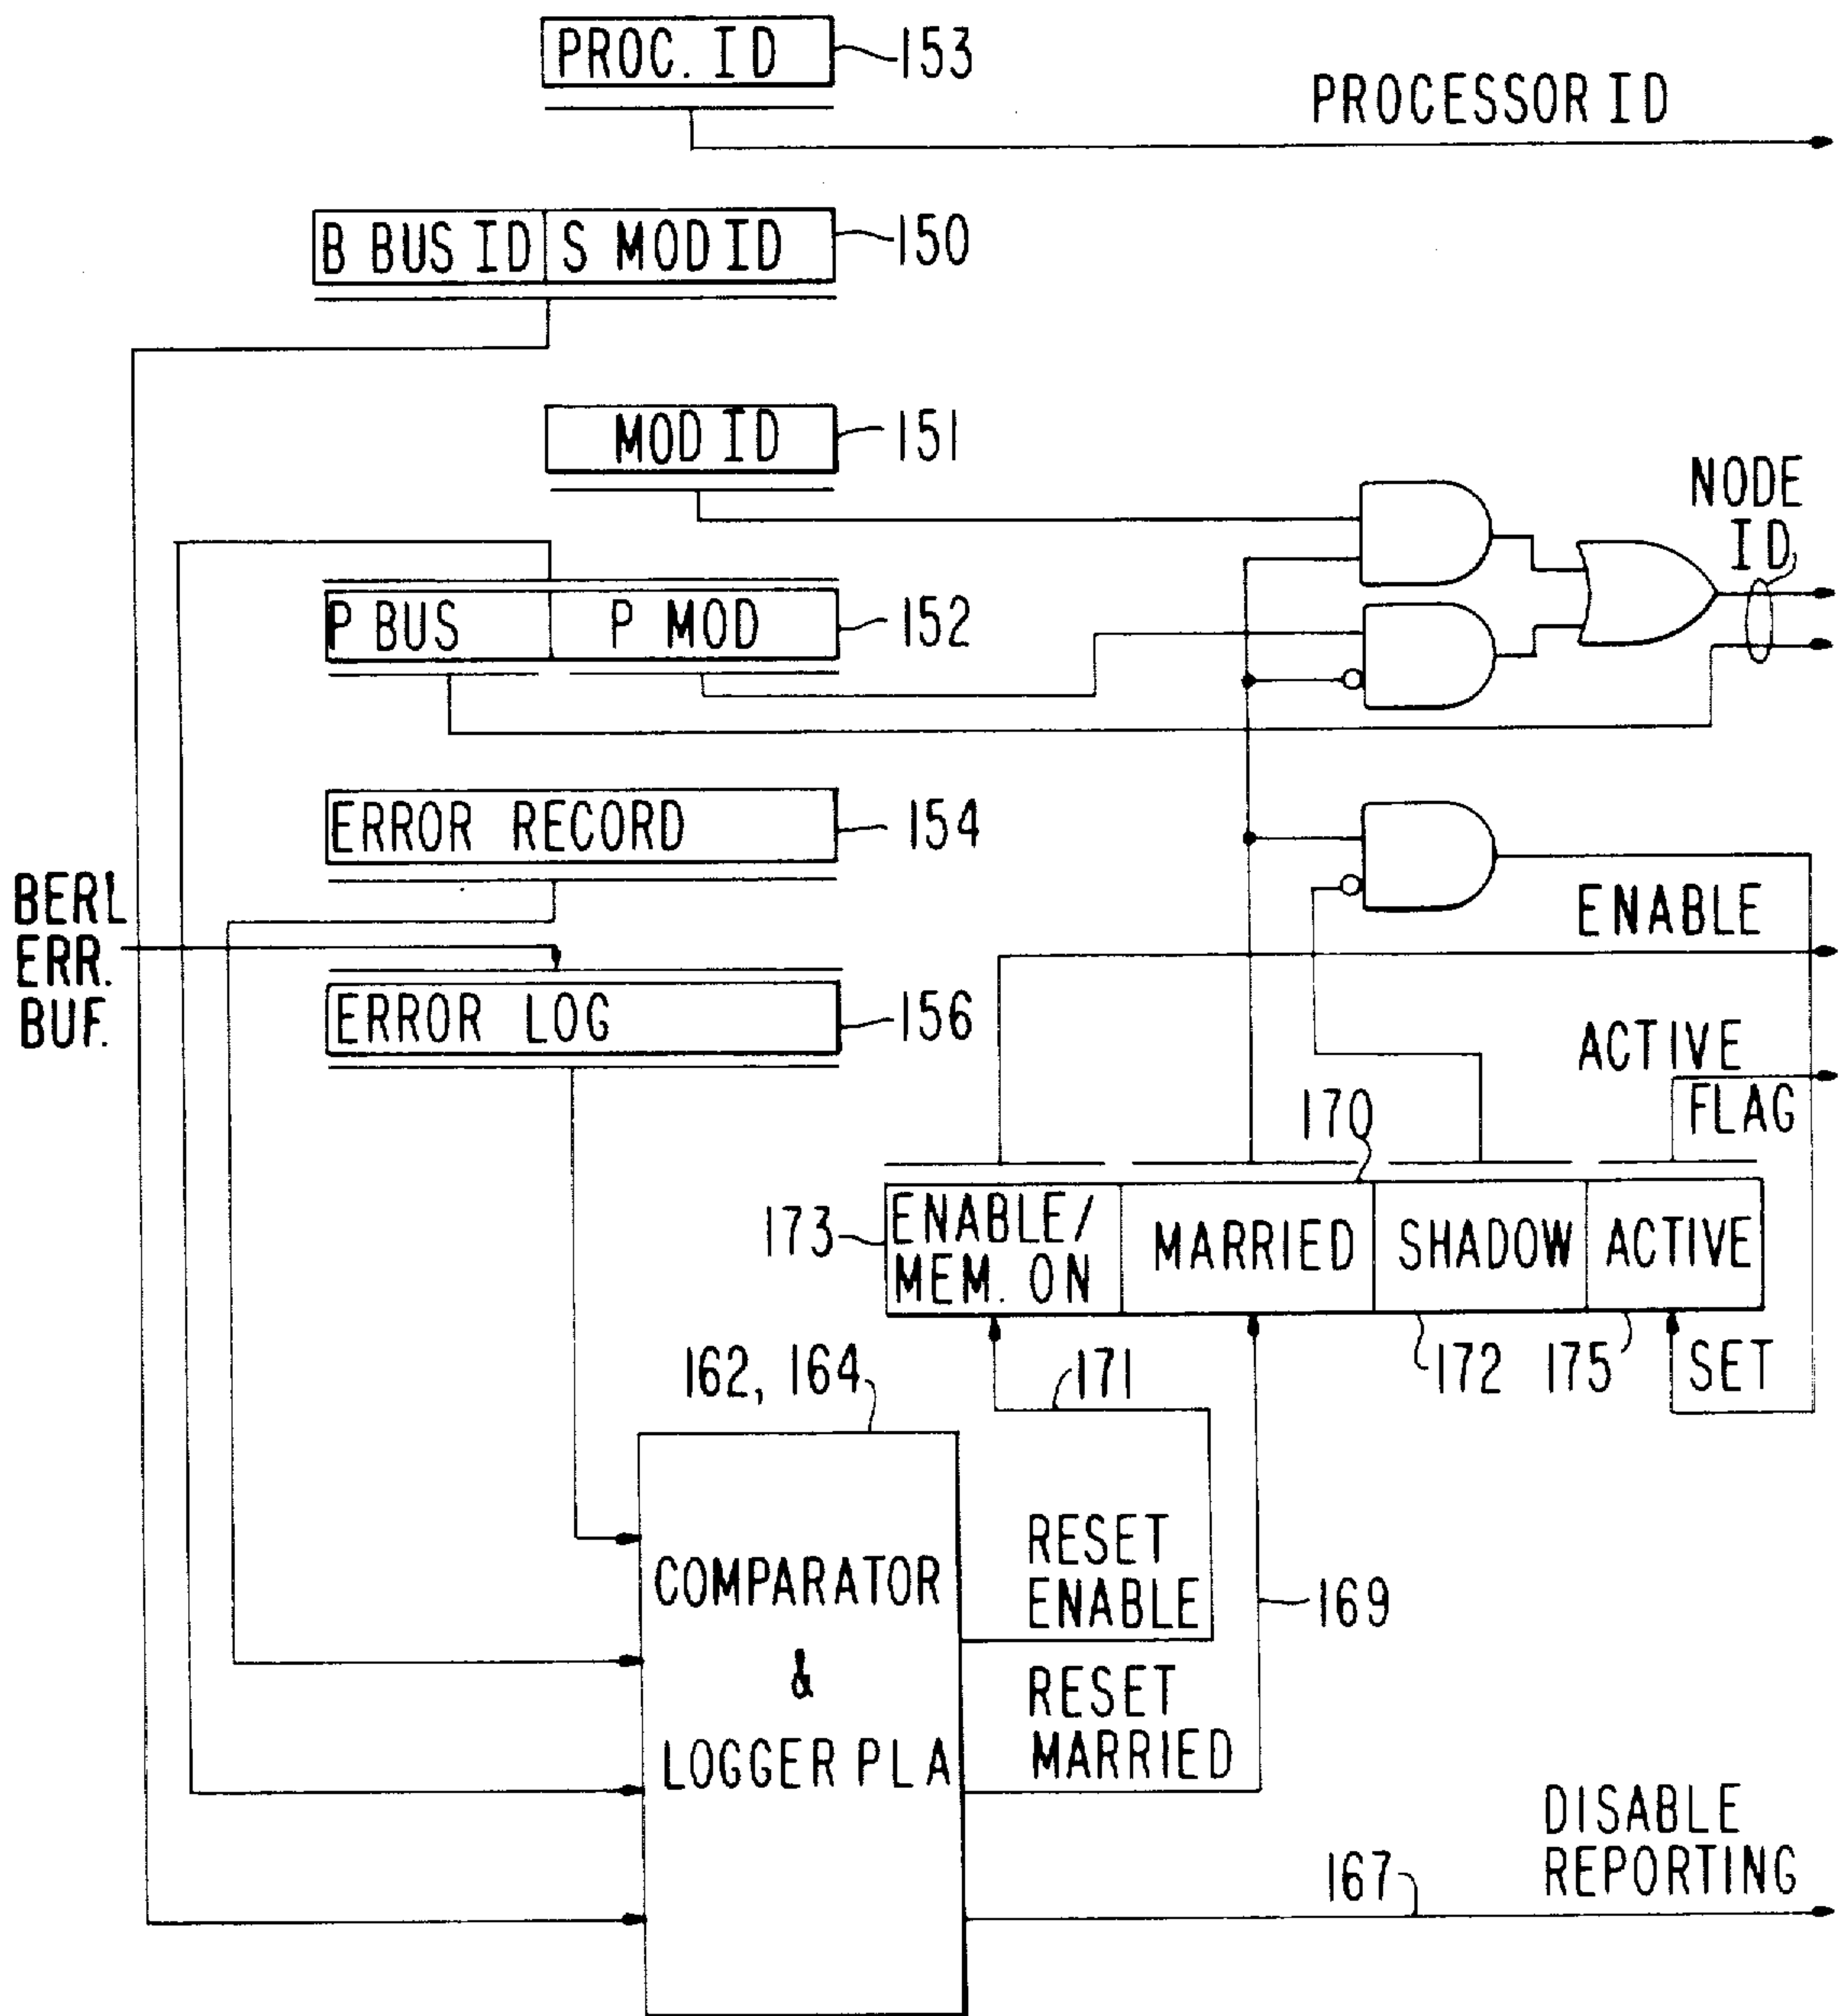 PROC. ID
153
PROCESSOR ID
B BUS ID S MOD ID
150
MOD ID
151
NODE
ID
P BUS P MOD
152
ERROR RECORD
154
BERL
ERR.
BUF.
ENABLE
ERROR LOG
156
ACTIVE
FLAG
170
173
ENABLE/
MEM. ON
MARRIED
SHADOW
ACTIVE
162, 164
171
172
175
SET
COMPARATOR
&
LOGGER PLA
RESET
ENABLE
169
RESET
MARRIED
DISABLE
REPORTING
167